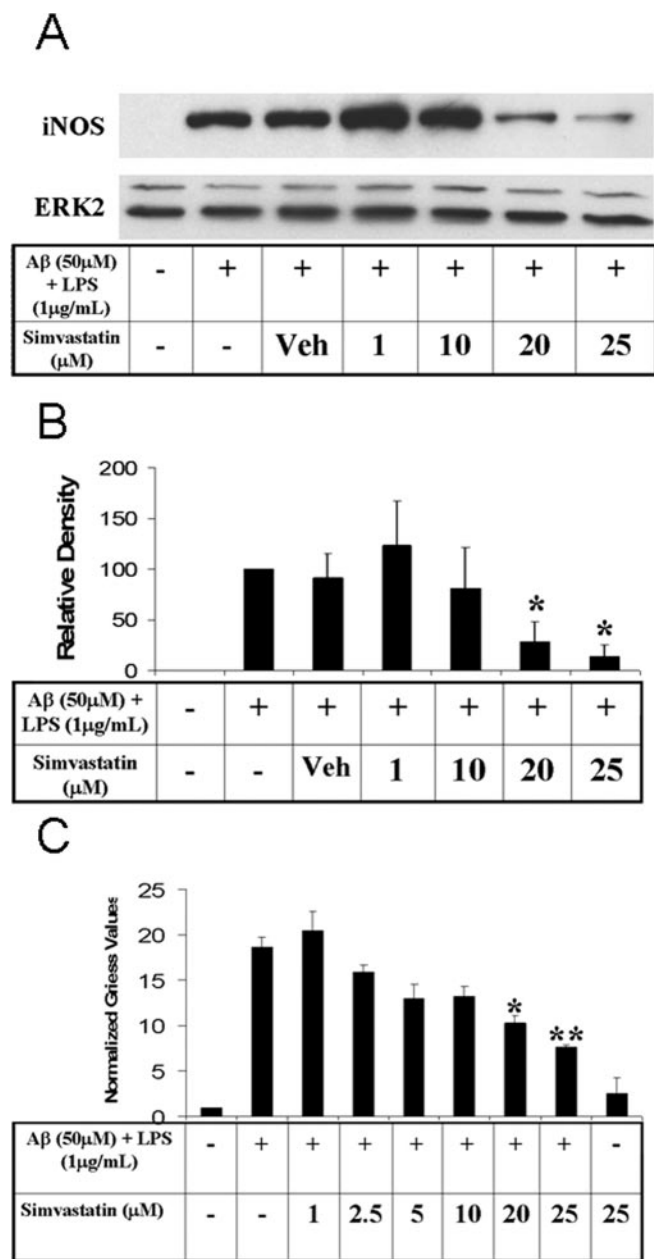 A
iNOS
ERK2
Aβ (50μM)
+ LPS
(1μg/mL)
- + + + + + +
Simvastatin
(μM)
- - Veh 1 10 20 25
B
Relative Density
200
150
100
50
0
* *
Aβ (50μM) +
LPS (1μg/mL)
- + + + + + +
Simvastatin
(μM)
- - Veh 1 10 20 25
C
Normalized Griess Values
25
20
15
10
5
0
* **
Aβ (50μM) + LPS
(1μg/mL)
- + + + + + + + -
Simvastatin (μM)
- - 1 2.5 5 10 20 25 25